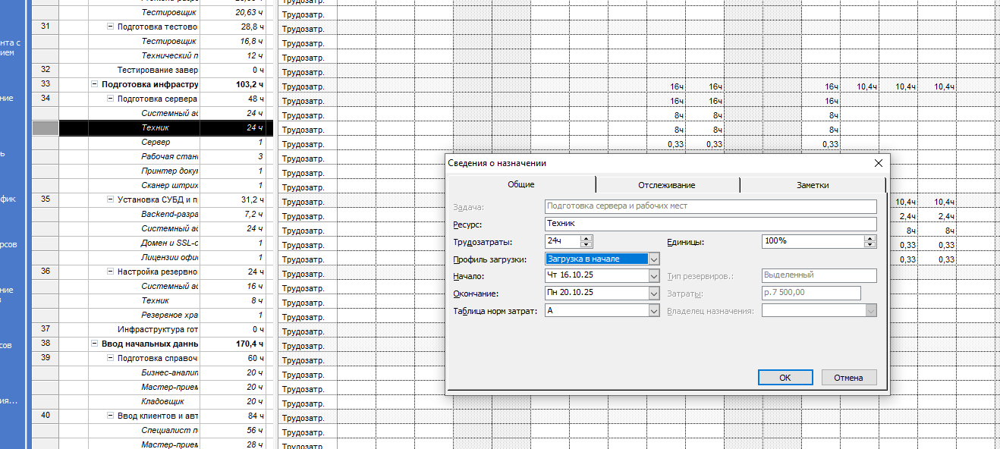 Тестировщик 20,63 ч Трудозатр.
31 Подготовка тестово 28,8 ч Трудозатр.
нта с Тестировщик 16,8 ч Трудозатр.
ием Технический п 12 ч Трудозатр.
32 Тестирование завер 0 ч Трудозатр.
33 Подготовка инфрастру 103,2 ч Трудозатр. 16ч 16ч 16ч 10,4ч 10,4ч 10,4ч
ние 34 Подготовка сервера 48 ч Трудозатр. 16ч 16ч 16ч
Системный ас 24 ч Трудозатр. 8ч 8ч 8ч
Техник 24 ч Трудозатр. 8ч 8ч 8ч
Сервер 1 Трудозатр. 0,33 0,33 0,33
ь Рабочая стан 3 Трудозатр.
Принтер доку 1 Трудозатр.
Сканер штрих 1 Трудозатр.
фик 35 Установка СУБД и п 31,2 ч Трудозатр. 10,4ч 10,4ч
Backend-разра 7,2 ч Трудозатр. 2,4ч 2,4ч
Системный ас 24 ч Трудозатр. 8ч 8ч
рсов Домен и SSL-с 1 Трудозатр. 0,33 0,33
Лицензии офи 1 Трудозатр. 0,33 0,33
36 Настройка резервно 24 ч Трудозатр.
ние Системный ас 16 ч Трудозатр.
в Техник 8 ч Трудозатр.
Резервное хра 1 Трудозатр.
37 Инфраструктура гот 0 ч Трудозатр.
сов 38 Ввод начальных даннь 170,4 ч Трудозатр.
39 Подготовка справоч 60 ч Трудозатр.
Бизнес-аналит 20 ч Трудозатр.
Мастер-прием 20 ч Трудозатр.
ия... Кладовщик 20 ч Трудозатр.
40 Ввод клиентов и авт 84 ч Трудозатр.
Специалист п 56 ч Трудозатр.
Мастер-прием 28 ч Трудозатр.
Сведения о назначении
Общие Отслеживание Заметки
Задача: Подготовка сервера и рабочих мест
Ресурс: Техник
Трудозатраты: 24ч Единицы: 100%
Профиль загрузки: Загрузка в начале
Начало: Чт 16.10.25 Тип резервиров.: Выделенный
Окончание: Пн 20.10.25 Затраты: р.7 500,00
Таблица норм затрат: A Владелец назначения:
ОК Отмена